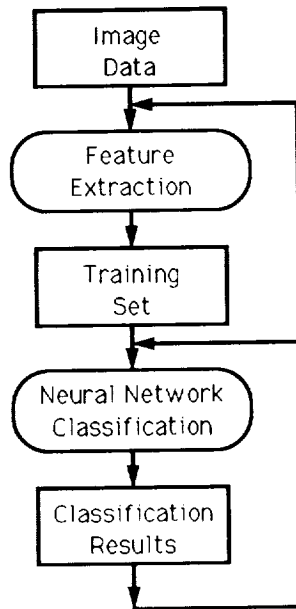 Image
Data
Feature
Extraction
Training
Set
Neural Network
Classification
Classification
Results